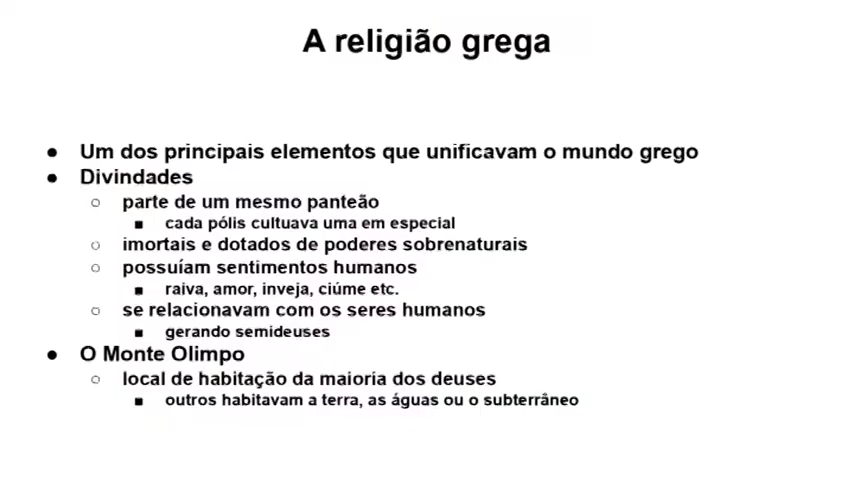 A religião grega
● Um dos principais elementos que unificavam o mundo grego
● Divindades
○ parte de um mesmo panteão
■ cada pólis cultuava uma em especial
○ imortais e dotados de poderes sobrenaturais
○ possuíam sentimentos humanos
■ raiva, amor, inveja, ciúme etc.
○ se relacionavam com os seres humanos
■ gerando semideuses
● O Monte Olimpo
○ local de habitação da maioria dos deuses
■ outros habitavam a terra, as águas ou o subterrâneo